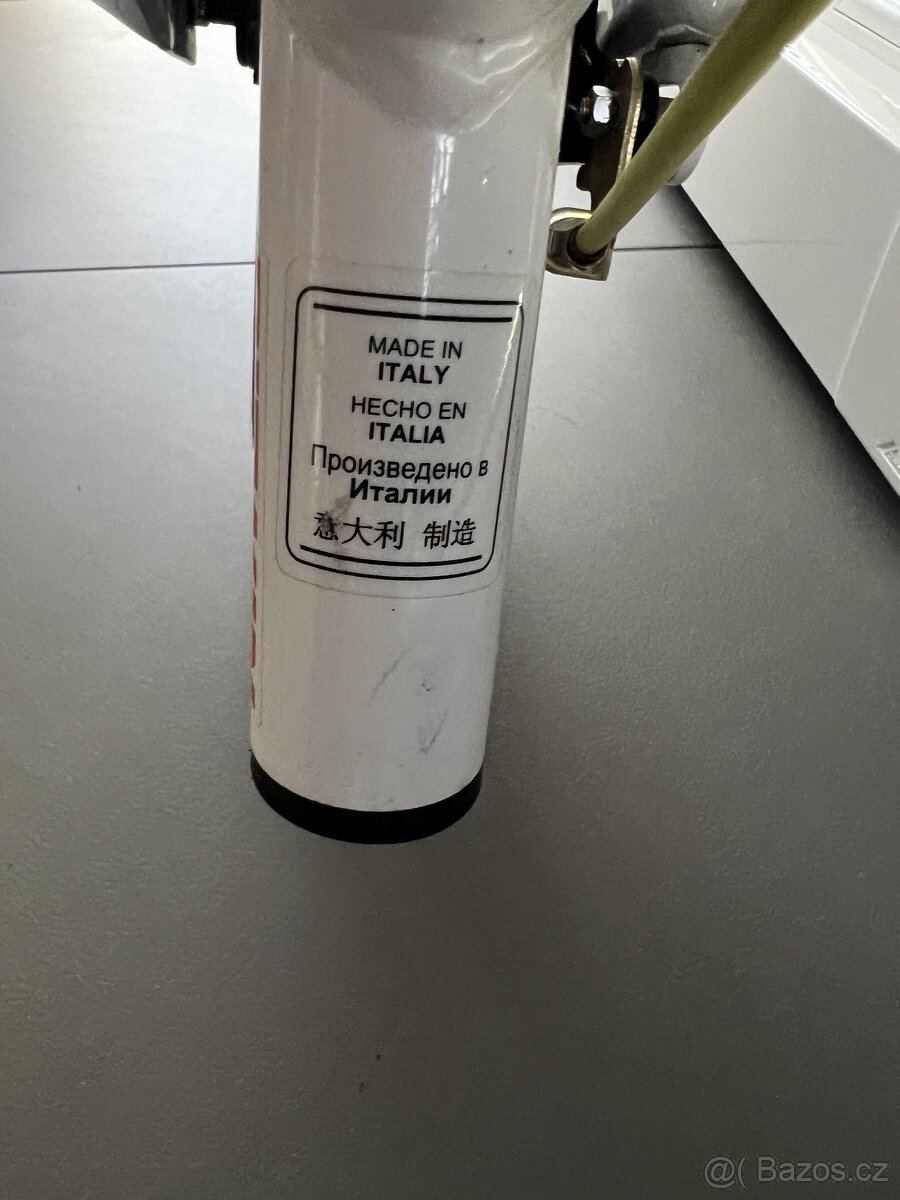 MADE IN
ITALY
HECHO EN
ITALIA
Произведено в
Италии
意大利 制造
@( Bazos.cz